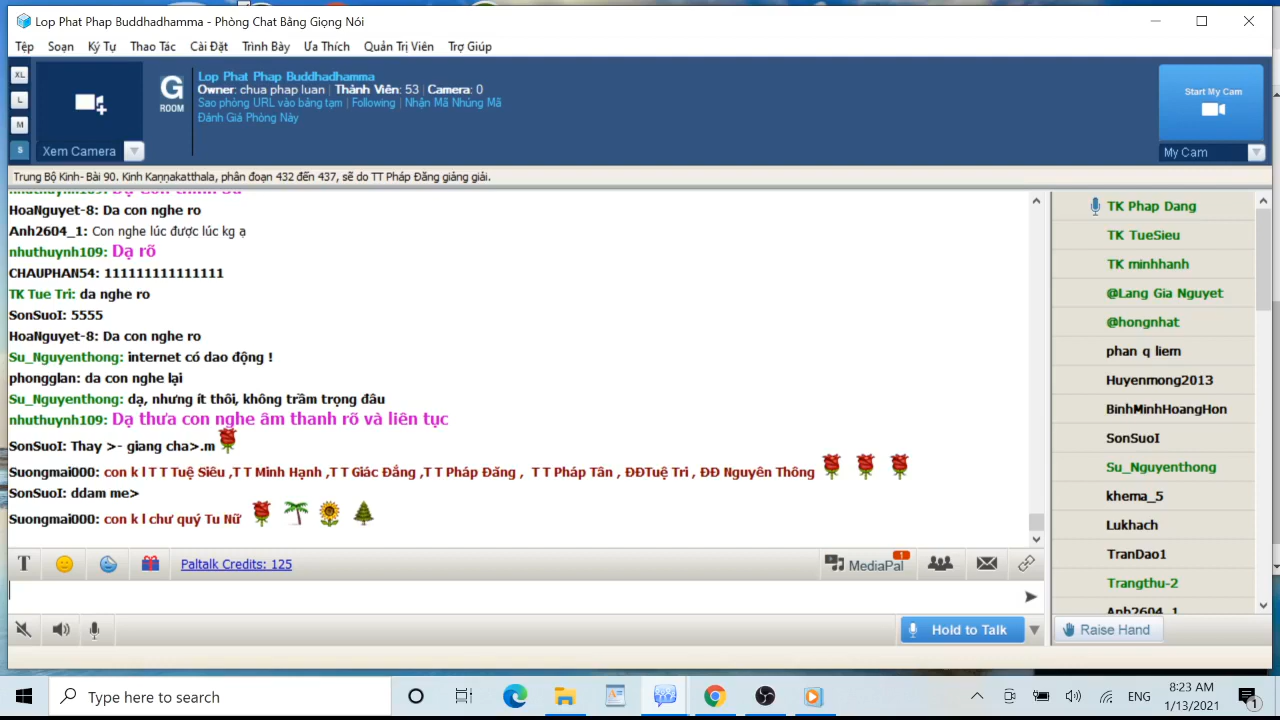 Lop Phat Phap Buddhadhamma - Phòng Chat Bằng Giọng Nói
Tệp Soạn Ký Tự Thao Tác Cài Đặt Trình Bày Ưa Thích Quản Trị Viên Trợ Giúp
XL
L
M
S
Xem Camera
G
ROOM
Lop Phat Phap Buddhadhamma
Owner: chua phap luan | Thành Viên: 53 | Camera: 0
Sao phòng URL vào bảng tạm | Following | Nhận Mã Nhúng Mã
Đánh Giá Phòng Này
Start My Cam
My Cam
Trung Bộ Kinh- Bài 90. Kinh Kaṇṇakatthala, phân đoạn 432 đến 437, sẽ do TT Pháp Đăng giảng giải.
HoaNguyet-8: Da con nghe ro
Anh2604_1: Con nghe lúc được lúc kg ạ
nhuthuynh109: Dạ rõ
CHAUPHAN54: 111111111111111
TK Tue Tri: da nghe ro
SonSuoI: 5555
HoaNguyet-8: Da con nghe ro
Su_Nguyenthong: internet có dao động !
phongglan: da con nghe lại
Su_Nguyenthong: dạ, nhưng ít thôi, không trầm trọng đâu
nhuthuynh109: Dạ thưa con nghe âm thanh rõ và liên tục
SonSuoI: Thay >- giang cha>.m
Suongmai000: con k l T T Tuệ Siêu ,T T Minh Hạnh ,T T Giác Đẳng ,T T Pháp Đăng , T T Pháp Tân , ĐĐTuệ Tri , ĐĐ Nguyên Thông
SonSuoI: ddam me>
Suongmai000: con k l chư quý Tu Nữ
TK Phap Dang
TK TueSieu
TK minhhanh
@Lang Gia Nguyet
@hongnhat
phan q liem
Huyenmong2013
BinhMinhHoangHon
SonSuoI
Su_Nguyenthong
khema_5
Lukhach
TranDao1
Trangthu-2
Anh2604_1
T Paltalk Credits: 125 MediaPal 1
Hold to Talk Raise Hand
Type here to search
ENG
8:23 AM
1/13/2021
1